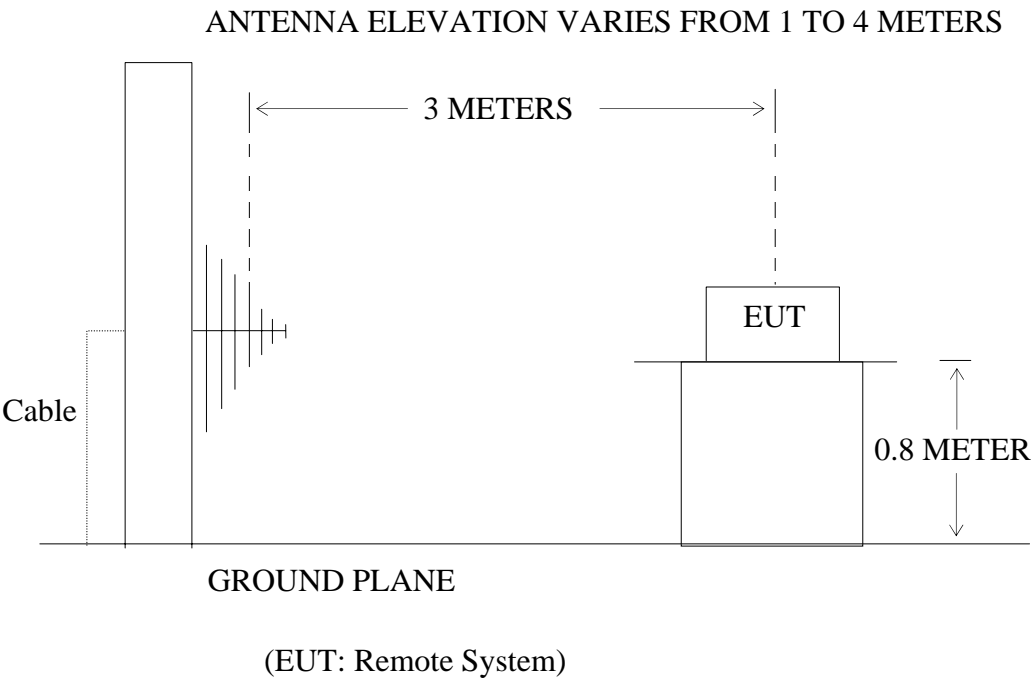 ANTENNA ELEVATION VARIES FROM 1 TO 4 METERS
3 METERS
EUT
Cable
0.8 METER
GROUND PLANE
(EUT: Remote System)